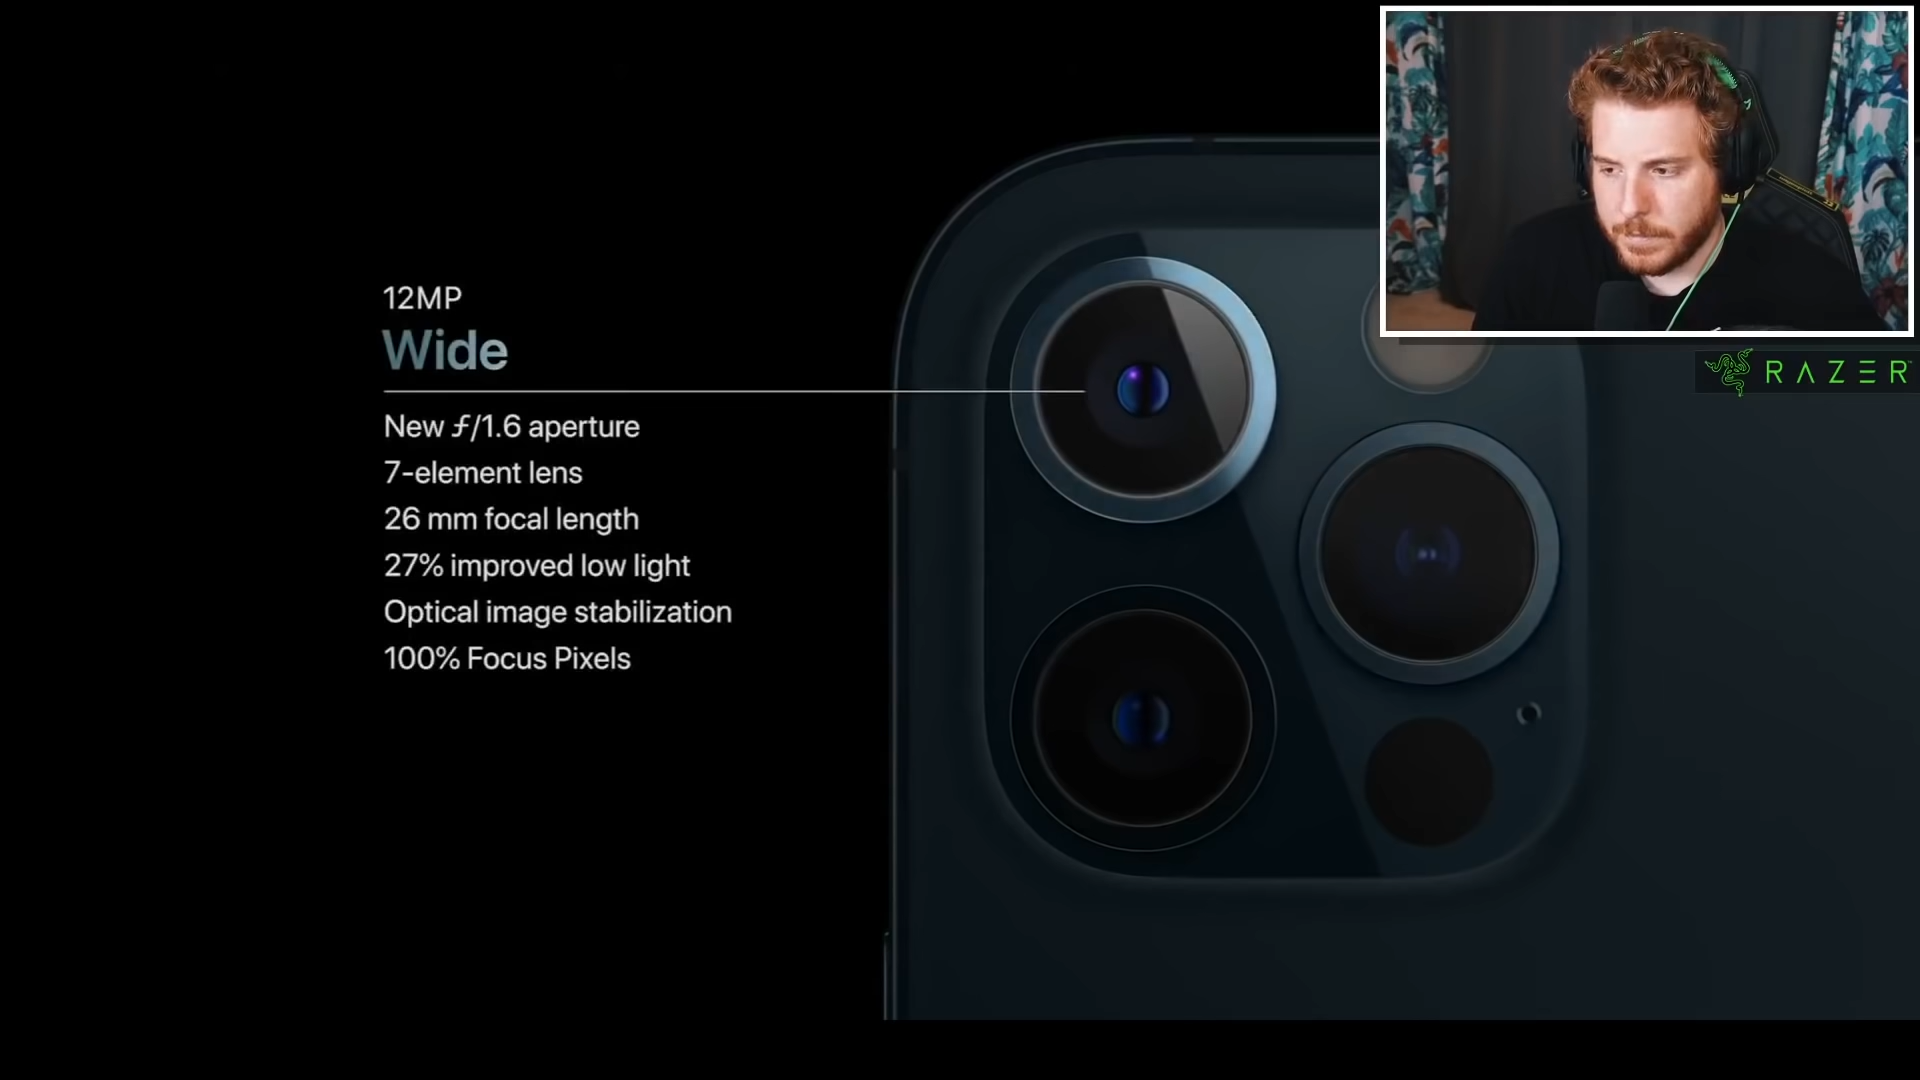 12MP
Wide
New ƒ/1.6 aperture
7-element lens
26 mm focal length
27% improved low light
Optical image stabilization
100% Focus Pixels
RAZER